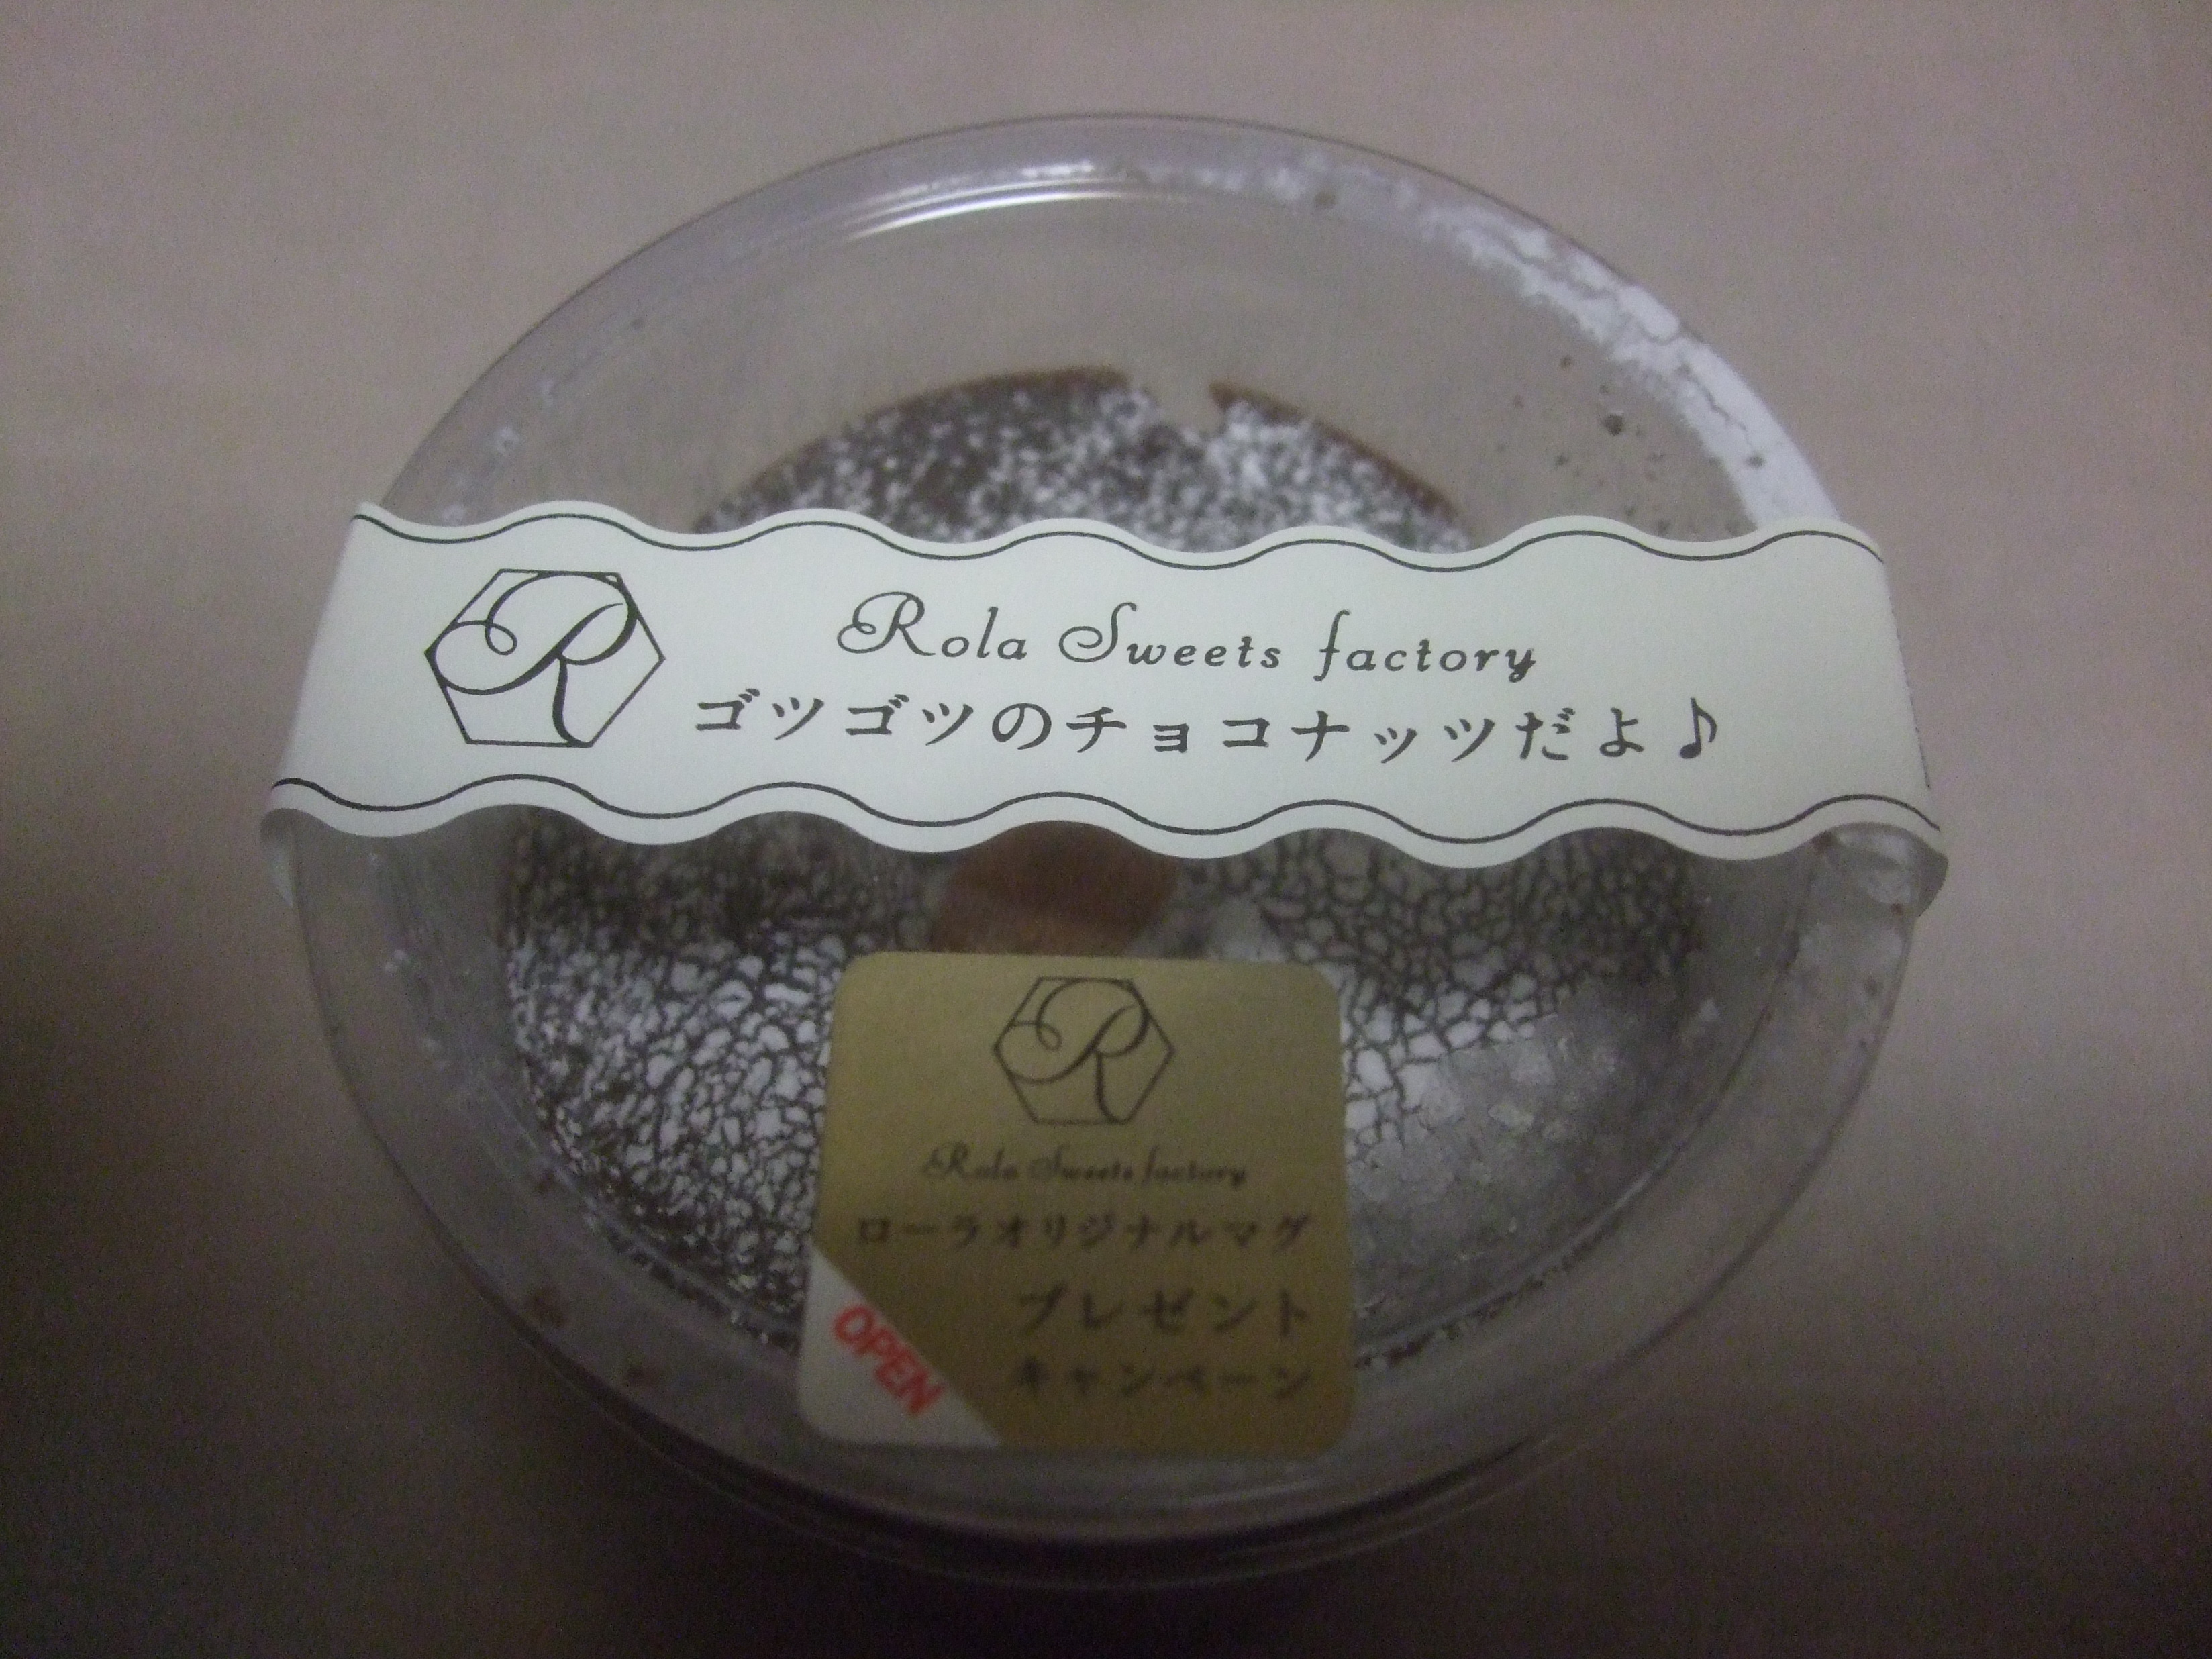 R
Rola Sweets factory
ゴツゴツのチョコナッツだよ♪
R
Rola Sweets factory
ローラオリジナルマグ
プレゼント
キャンペーン
OPEN